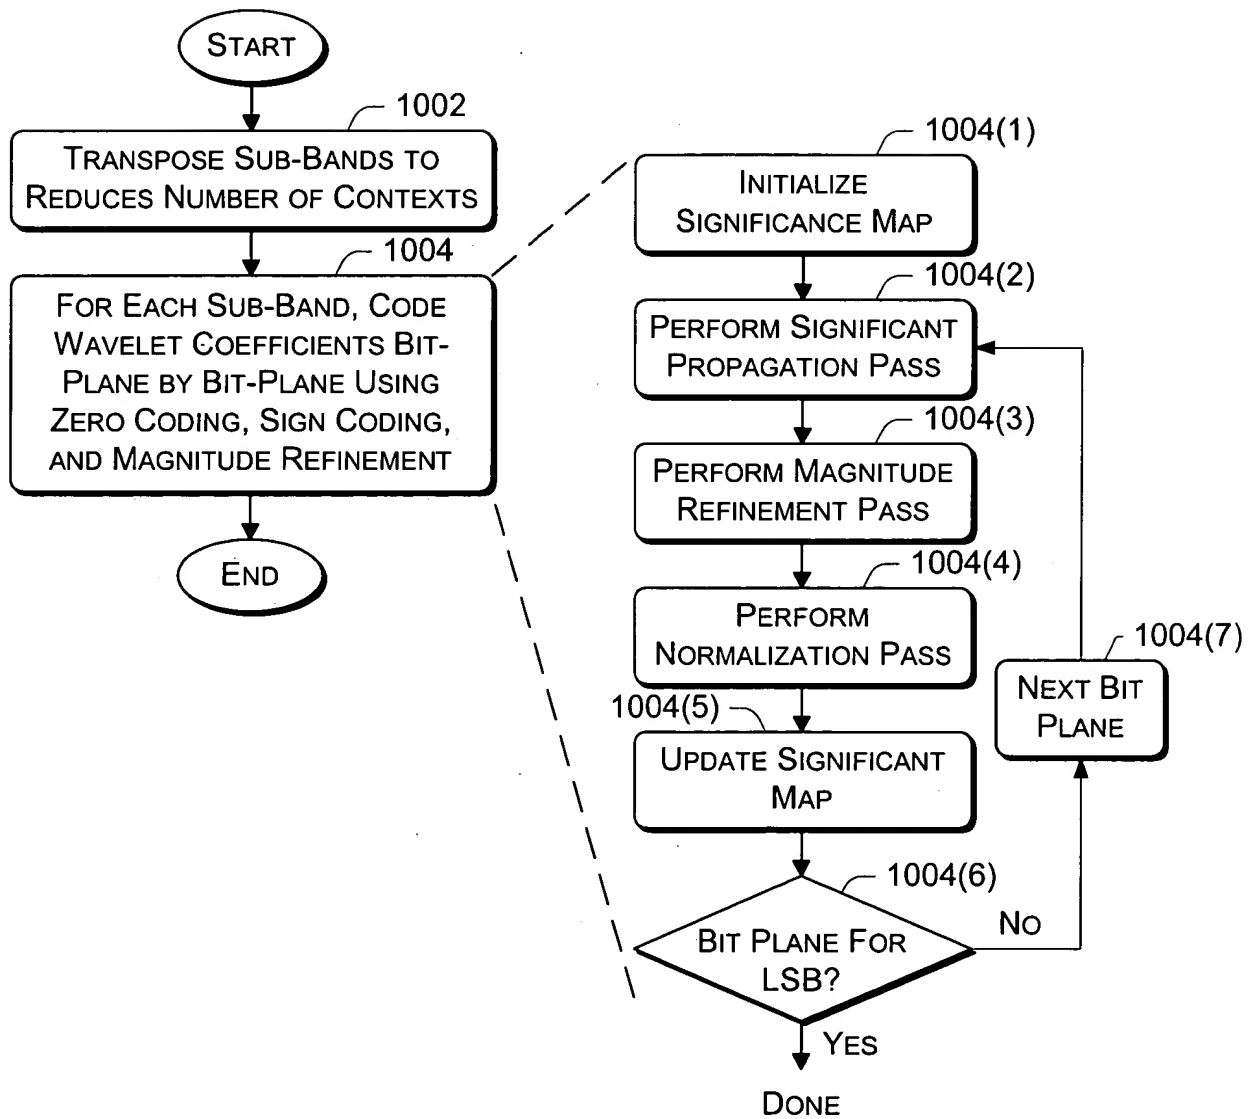 START
1002
TRANSPOSE SUB-BANDS TO
REDUCES NUMBER OF CONTEXTS
1004
FOR EACH SUB-BAND, CODE
WAVELET COEFFICIENTS BIT-
PLANE BY BIT-PLANE USING
ZERO CODING, SIGN CODING,
AND MAGNITUDE REFINEMENT
END
1004(1)
INITIALIZE
SIGNIFICANCE MAP
1004(2)
PERFORM SIGNIFICANT
PROPAGATION PASS
1004(3)
PERFORM MAGNITUDE
REFINEMENT PASS
1004(4)
PERFORM
NORMALIZATION PASS
1004(5)
UPDATE SIGNIFICANT
MAP
1004(6)
BIT PLANE FOR
LSB?
NO
1004(7)
NEXT BIT
PLANE
YES
DONE